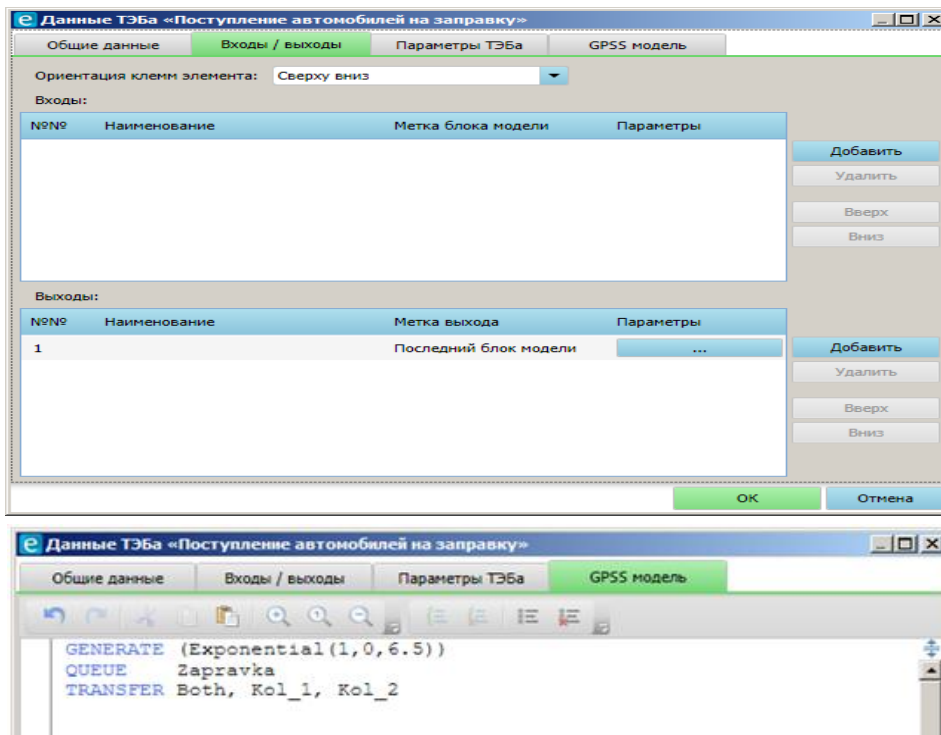 e Данные ТЭБа «Поступление автомобилей на заправку»
Общие данные Входы / выходы Параметры ТЭБа GPSS модель
Ориентация клемм элемента: Сверху вниз
Входы:
№№ Наименование Метка блока модели Параметры
Добавить
Удалить
Вверх
Вниз
Выходы:
№№ Наименование Метка выхода Параметры
1 Последний блок модели ... Добавить
Удалить
Вверх
Вниз
ОК Отмена
e Данные ТЭБа «Поступление автомобилей на заправку»
Общие данные Входы / выходы Параметры ТЭБа GPSS модель
GENERATE (Exponential(1,0,6.5))
QUEUE Zapravka
TRANSFER Both, Kol_1, Kol_2